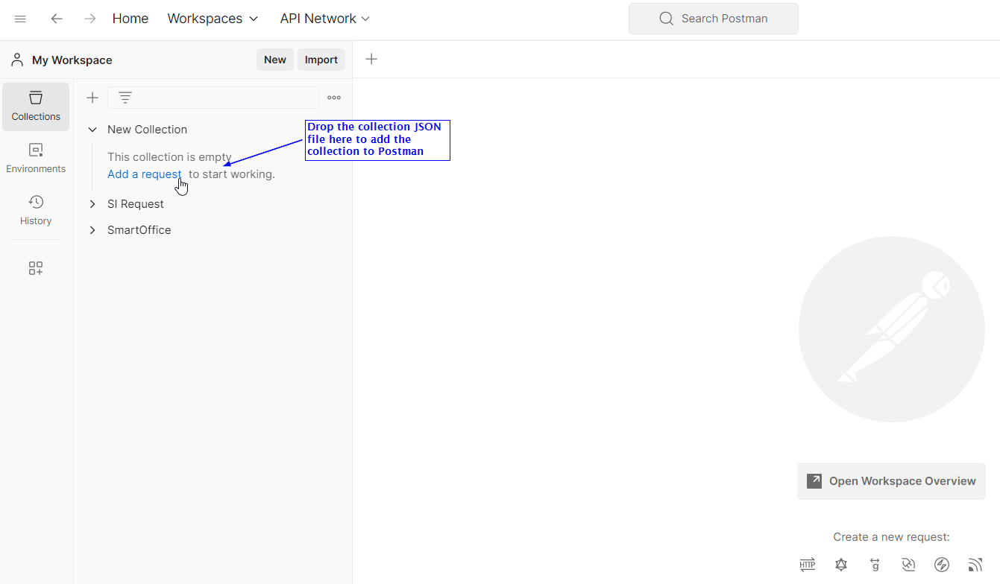 Home Workspaces API Network Search Postman
My Workspace New Import
Collections
Environments
History
New Collection
This collection is empty
Add a request to start working.
SI Request
SmartOffice
Drop the collection JSON
file here to add the
collection to Postman
Open Workspace Overview
Create a new request:
HTTP g